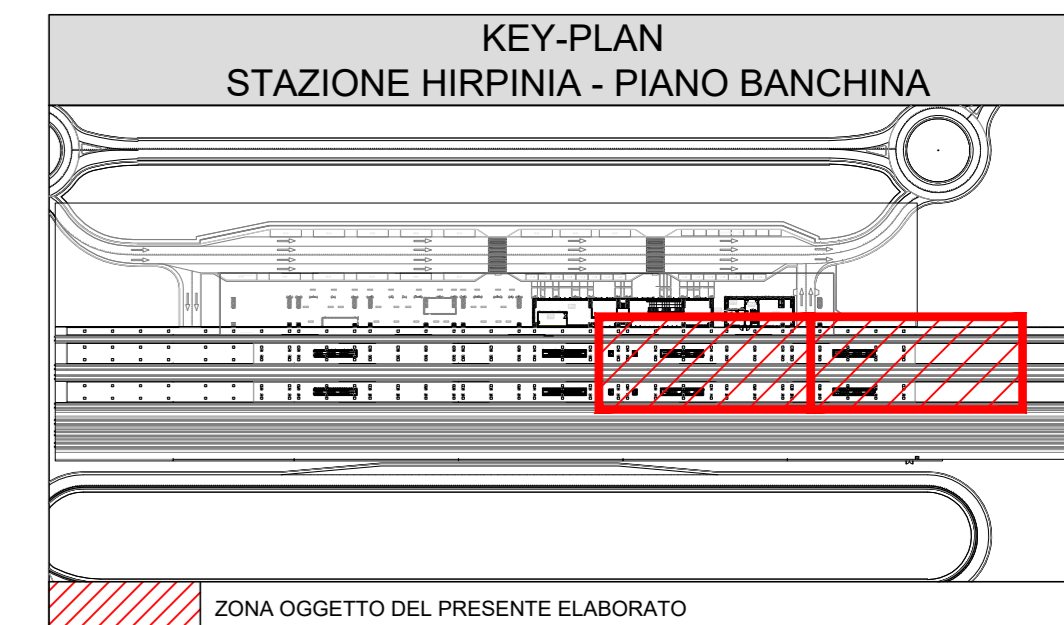 KEY-PLAN
STAZIONE HIRPINIA - PIANO BANCHINA
ZONA OGGETTO DEL PRESENTE ELABORATO